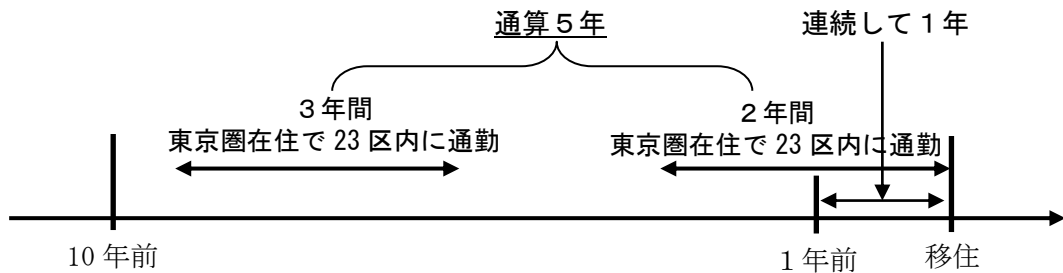 通算５年
連続して１年
３年間
東京圏在住で 23 区内に通勤
２年間
東京圏在住で 23 区内に通勤
10 年前
１年前
移住